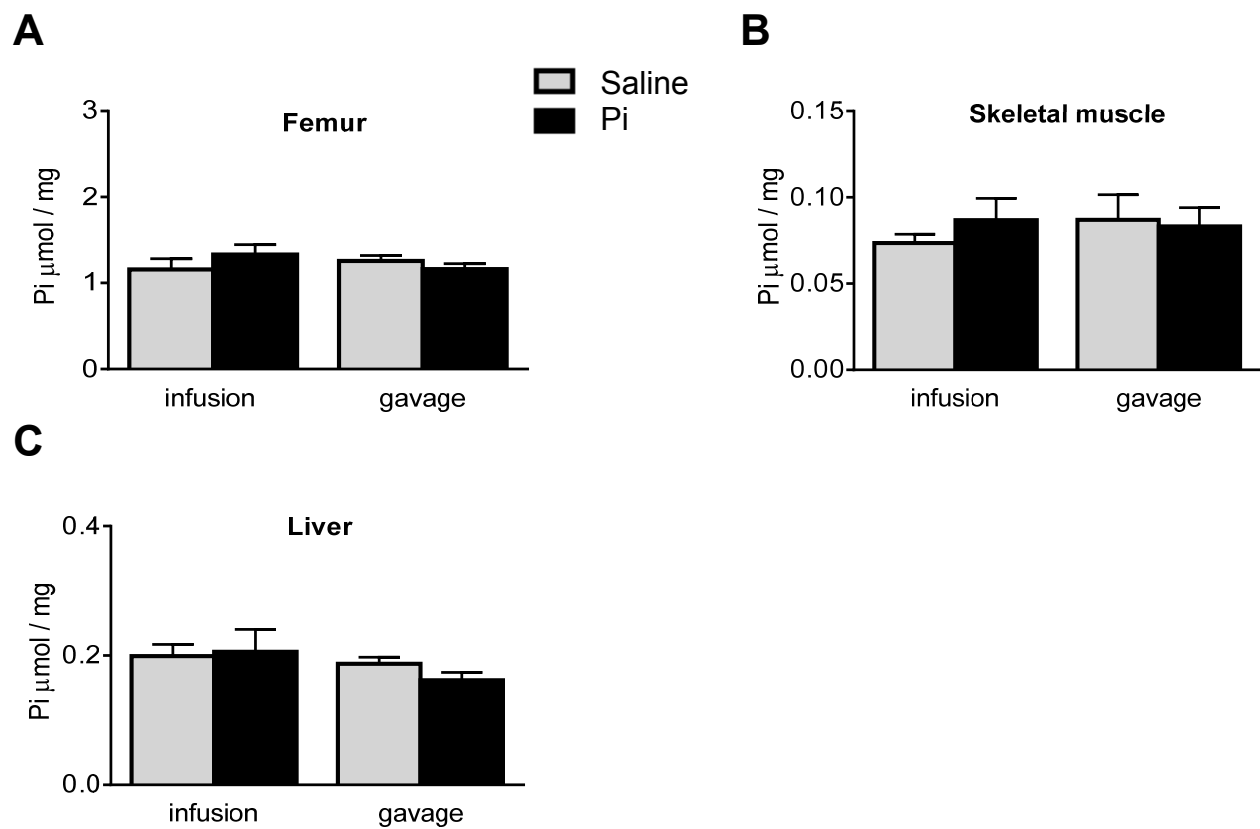 A
Femur
3
2
1
0
Pi µmol / mg
infusion gavage
Saline
Pi
B
Skeletal muscle
0.15
0.10
0.05
0.00
Pi µmol / mg
infusion gavage
C
Liver
0.4
0.2
0.0
Pi µmol / mg
infusion gavage